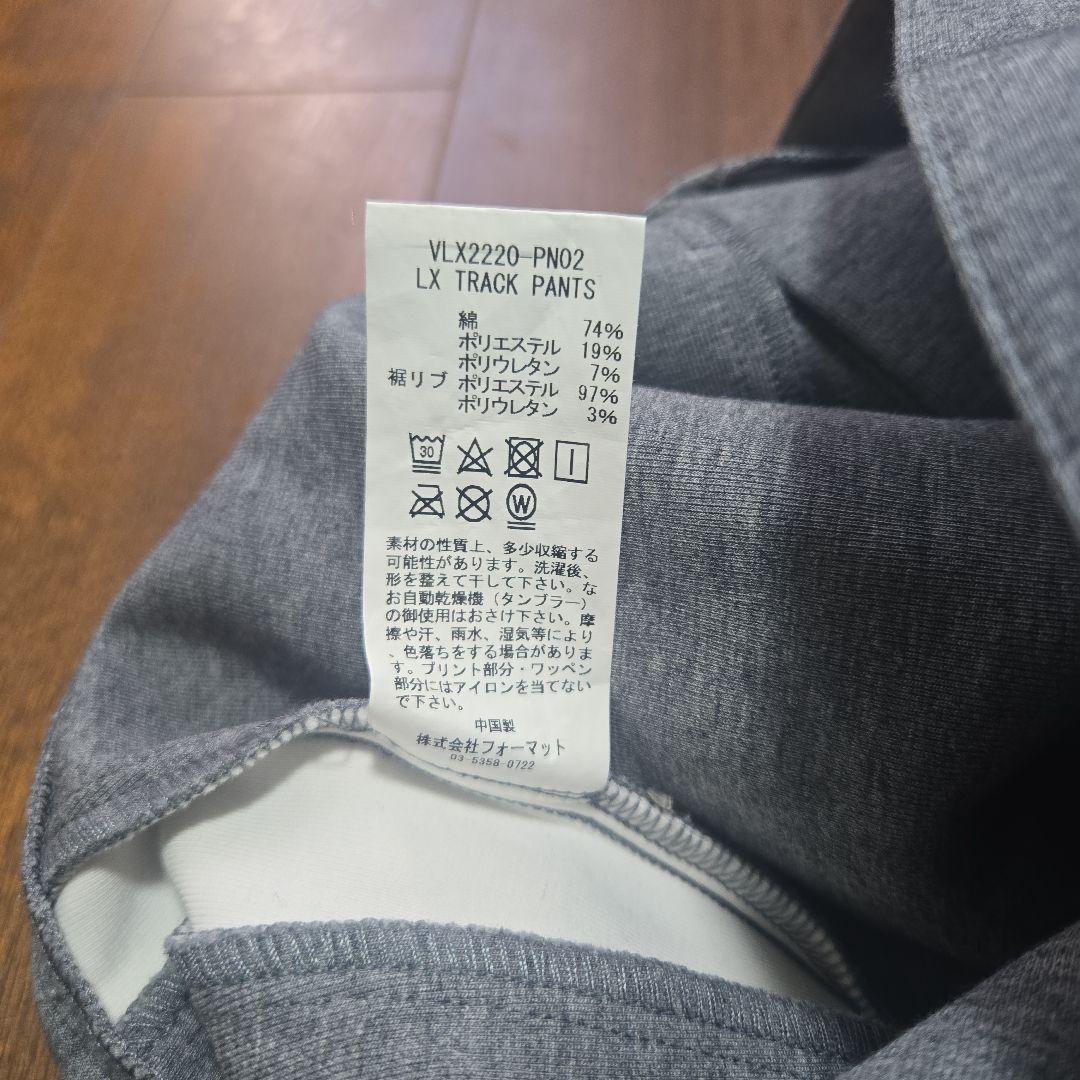 VLX2220-PN02
LX TRACK PANTS
綿 74%
ポリエステル 19%
ポリウレタン 7%
裾リブ ポリエステル 97%
ポリウレタン 3%
30
W
素材の性質上、多少収縮する
可能性があります。洗濯後、
形を整えて干して下さい。な
お自動乾燥機(タンブラー)
の御使用はおさけ下さい。摩
擦や汗、雨水、湿気等により
、色落ちをする場合がありま
す。プリント部分・ワッペン
部分にはアイロンを当てない
で下さい。
中国製
株式会社フォーマット
03-5358-0722